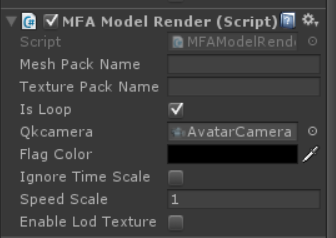 MFA Model Render (Script)
Script MFAModelRend
Mesh Pack Name
Texture Pack Name
Is Loop
Qkcamera AvatarCamera
Flag Color
Ignore Time Scale
Speed Scale 1
Enable Lod Texture